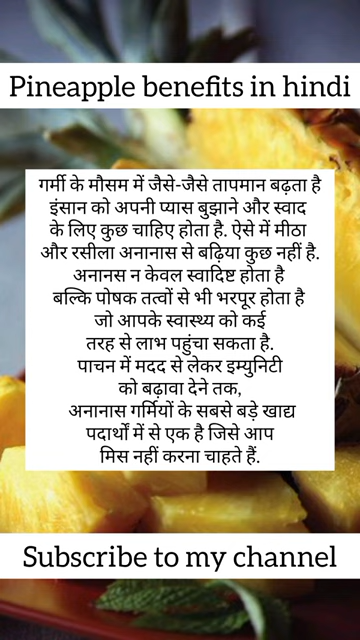 Pineapple benefits in hindi
गर्मी के मौसम में जैसे-जैसे तापमान बढ़ता है
इंसान को अपनी प्यास बुझाने और स्वाद
के लिए कुछ चाहिए होता है. ऐसे में मीठा
और रसीला अनानास से बढ़िया कुछ नहीं है.
अनानस न केवल स्वादिष्ट होता है
बल्कि पोषक तत्वों से भी भरपूर होता है
जो आपके स्वास्थ्य को कई
तरह से लाभ पहुंचा सकता है.
पाचन में मदद से लेकर इम्युनिटी
को बढ़ावा देने तक,
अनानास गर्मियों के सबसे बड़े खाद्य
पदार्थों में से एक है जिसे आप
मिस नहीं करना चाहते हैं.
Subscribe to my channel